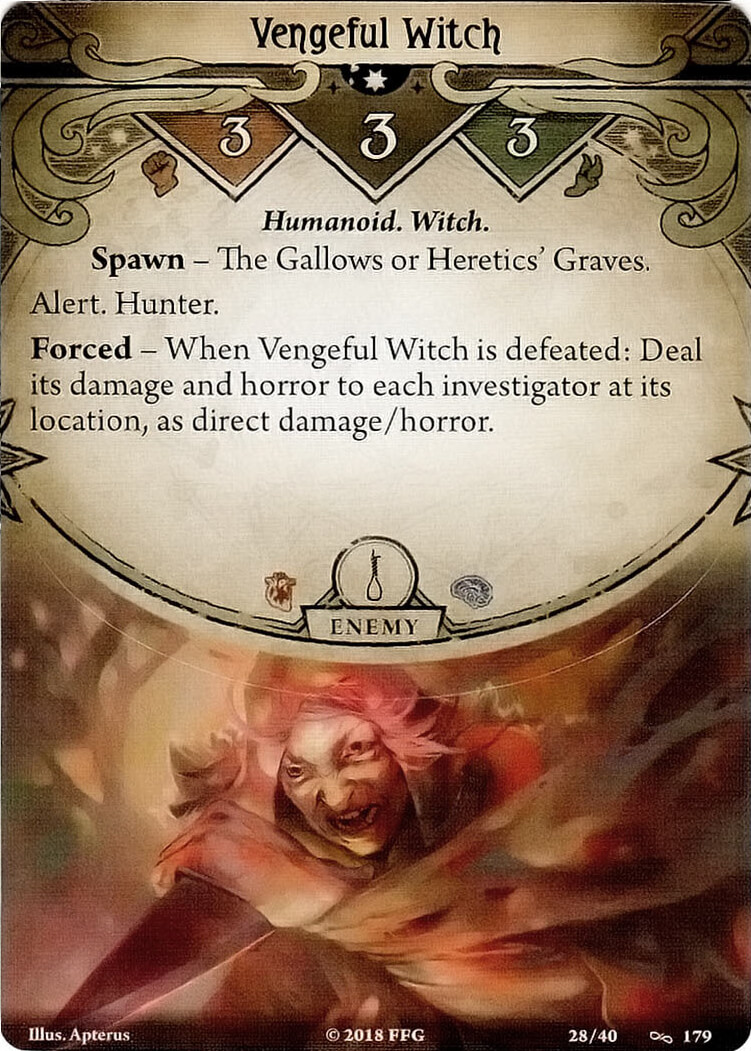 Vengeful Witch
3 3 3
Humanoid. Witch.
Spawn – The Gallows or Heretics’ Graves.
Alert. Hunter.
Forced – When Vengeful Witch is defeated: Deal
its damage and horror to each investigator at its
location, as direct damage/horror.
ENEMY
Illus. Apterus © 2018 FFG 28/40 179